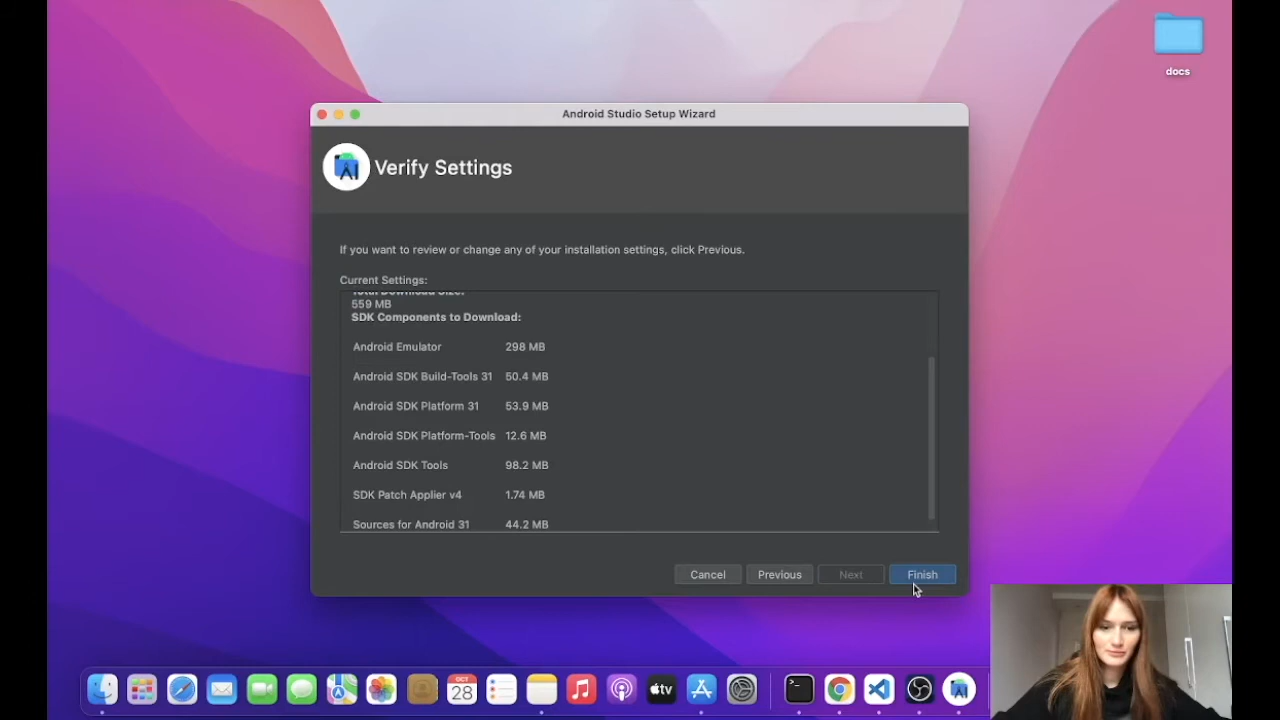 docs
Android Studio Setup Wizard
Verify Settings
If you want to review or change any of your installation settings, click Previous.
Current Settings:
Total Download Size:
559 MB
SDK Components to Download:
Android Emulator 298 MB
Android SDK Build-Tools 31 50.4 MB
Android SDK Platform 31 53.9 MB
Android SDK Platform-Tools 12.6 MB
Android SDK Tools 98.2 MB
SDK Patch Applier v4 1.74 MB
Sources for Android 31 44.2 MB
Cancel Previous Next Finish
OCT
28
tv